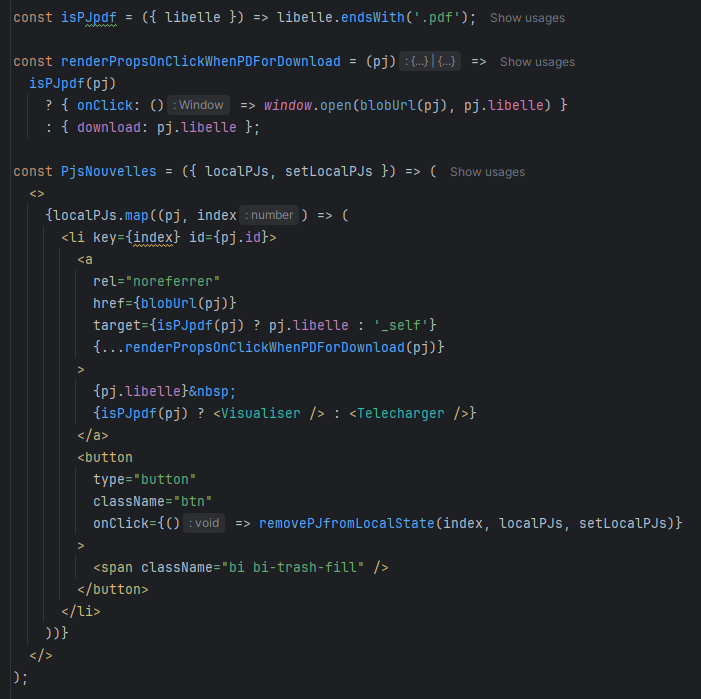 const isPJpdf = ({ libelle }) => libelle.endsWith('.pdf'); Show usages
const renderPropsOnClickWhenPDForDownload = (pj) : {...} | {...} => Show usages
isPJpdf(pj)
? { onClick: () : Window => window.open(blobUrl(pj), pj.libelle) }
: { download: pj.libelle };
const PjsNouvelles = ({ localPJs, setLocalPJs }) => ( Show usages
<>
{localPJs.map((pj, index : number ) => (
<li key={index} id={pj.id}>
<a
rel="noreferrer"
href={blobUrl(pj)}
target={isPJpdf(pj) ? pj.libelle : '_self'}
{...renderPropsOnClickWhenPDForDownload(pj)}
>
{pj.libelle}&nbsp;
{isPJpdf(pj) ? <Visualiser /> : <Telecharger />}
</a>
<button
type="button"
className="btn"
onClick={() : void => removePJfromLocalState(index, localPJs, setLocalPJs)}
>
<span className="bi bi-trash-fill" />
</button>
</li>
))}
</>
);